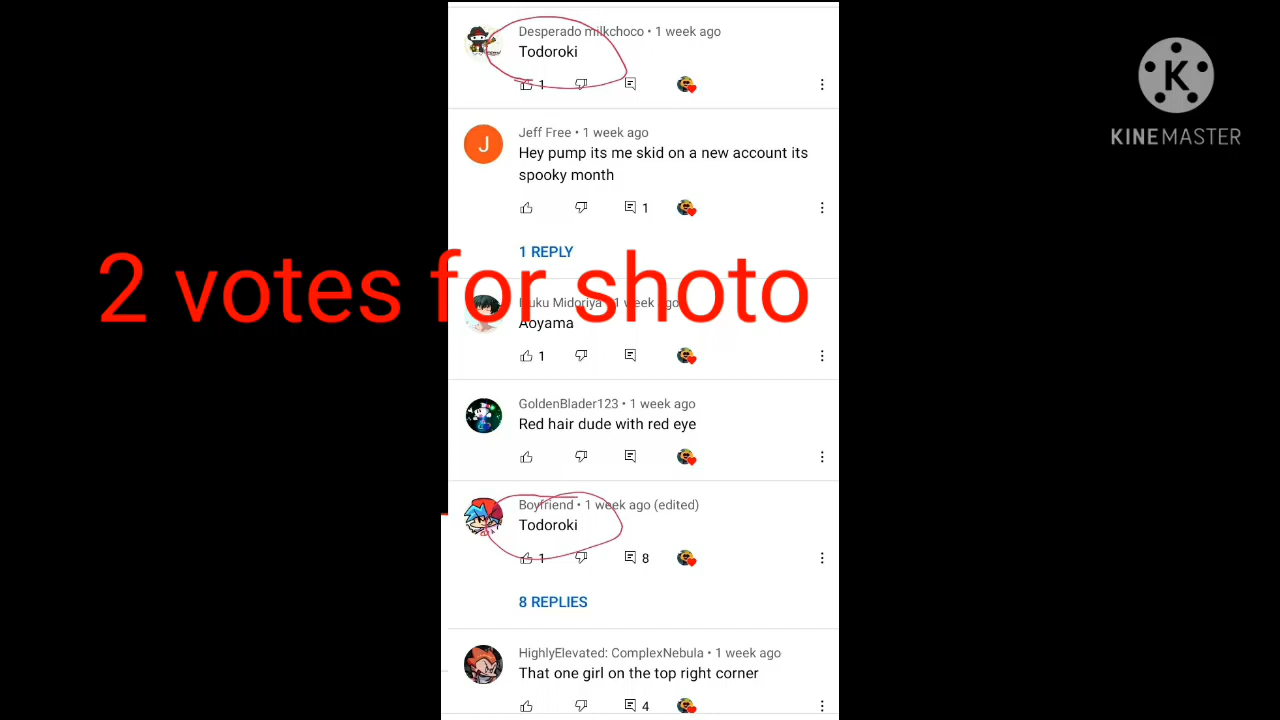 Desperado milkchoco • 1 week ago
Todoroki
1
Jeff Free • 1 week ago
Hey pump its me skid on a new account its
spooky month
1
1 REPLY
2 votes for shoto
Midoriya • 1 week ago
Aoyama
1
GoldenBlader123 • 1 week ago
Red hair dude with red eye
Boyfriend • 1 week ago (edited)
Todoroki
1 8
8 REPLIES
HighlyElevated: ComplexNebula • 1 week ago
That one girl on the top right corner
4
K
KINEMASTER
J